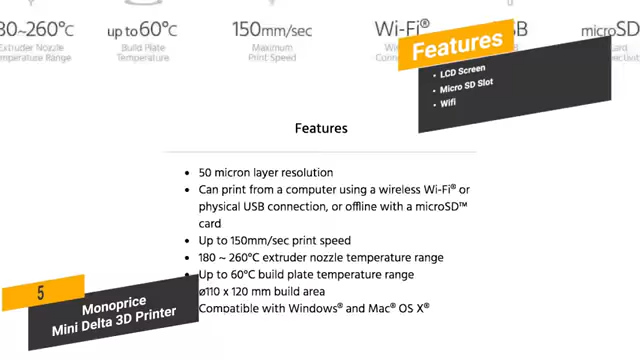 80~260°C up to 60°C 150mm/sec Wi-Fi® SB microSD
Extruder Nozzle Build Plate Maximum
Temperature Range Temperature Print Speed
Features
• LCD Screen
• Micro SD Slot
• Wifi
Features
• 50 micron layer resolution
• Can print from a computer using a wireless Wi-Fi® or
physical USB connection, or offline with a microSD™
card
• Up to 150mm/sec print speed
• 180 ~ 260°C extruder nozzle temperature range
• Up to 60°C build plate temperature range
ø110 x 120 mm build area
Compatible with Windows® and Mac® OS X®
5
Monoprice
Mini Delta 3D Printer